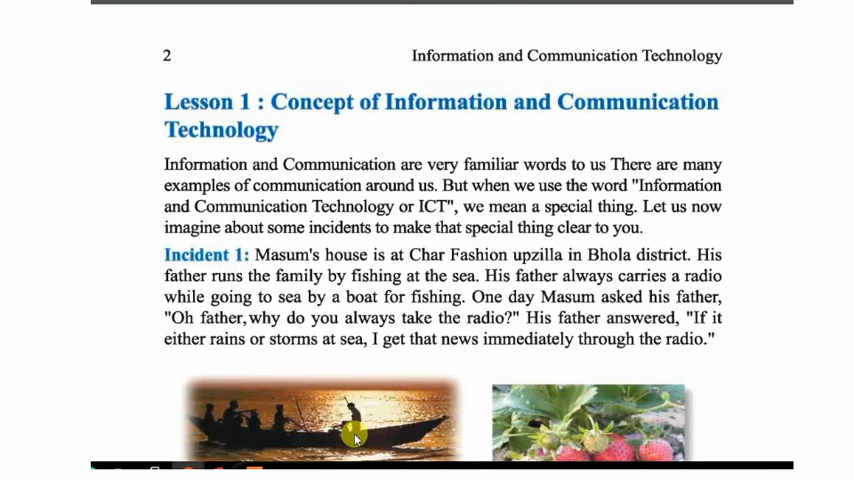 2 Information and Communication Technology
Lesson 1 : Concept of Information and Communication
Technology
Information and Communication are very familiar words to us There are many
examples of communication around us. But when we use the word "Information
and Communication Technology or ICT", we mean a special thing. Let us now
imagine about some incidents to make that special thing clear to you.
Incident 1: Masum's house is at Char Fashion upzilla in Bhola district. His
father runs the family by fishing at the sea. His father always carries a radio
while going to sea by a boat for fishing. One day Masum asked his father,
"Oh father,why do you always take the radio?" His father answered, "If it
either rains or storms at sea, I get that news immediately through the radio."